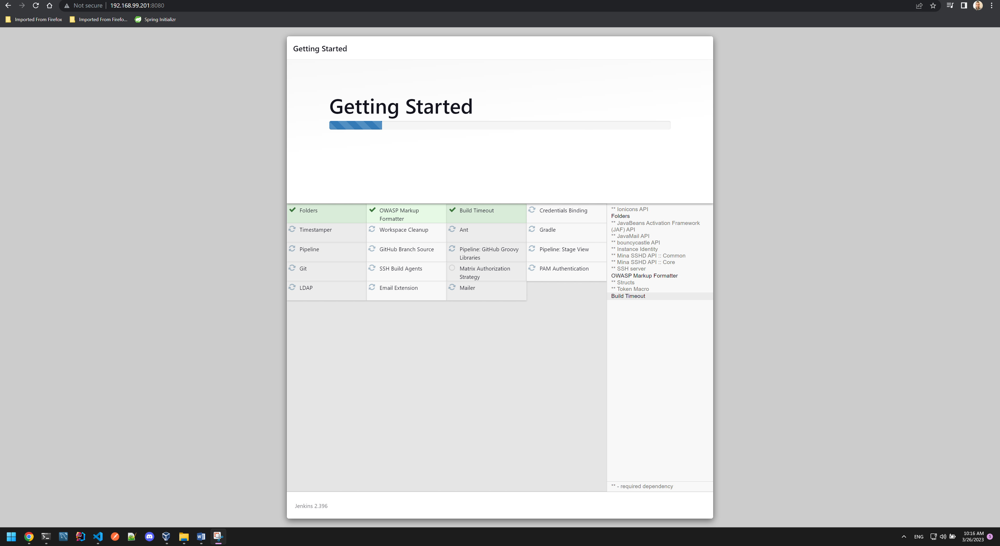 Not secure
192.168.99.201:8080
Imported From Firefox
Imported From Firefo...
Spring Initializr
Getting Started
Getting Started
Folders
OWASP Markup
Formatter
Build Timeout
Credentials Binding
Timestamper
Workspace Cleanup
Ant
Gradle
Pipeline
GitHub Branch Source
Pipeline: GitHub Groovy
Libraries
Pipeline: Stage View
Git
SSH Build Agents
Matrix Authorization
Strategy
PAM Authentication
LDAP
Email Extension
Mailer
** Ionicons API
Folders
** JavaBeans Activation Framework
(JAF) API
** JavaMail API
** bouncycastle API
** Instance Identity
** Mina SSHD API :: Common
** Mina SSHD API :: Core
** SSH server
OWASP Markup Formatter
** Structs
** Token Macro
Build Timeout
** - required dependency
Jenkins 2.396
ENG
10:16 AM
3/26/2023
5